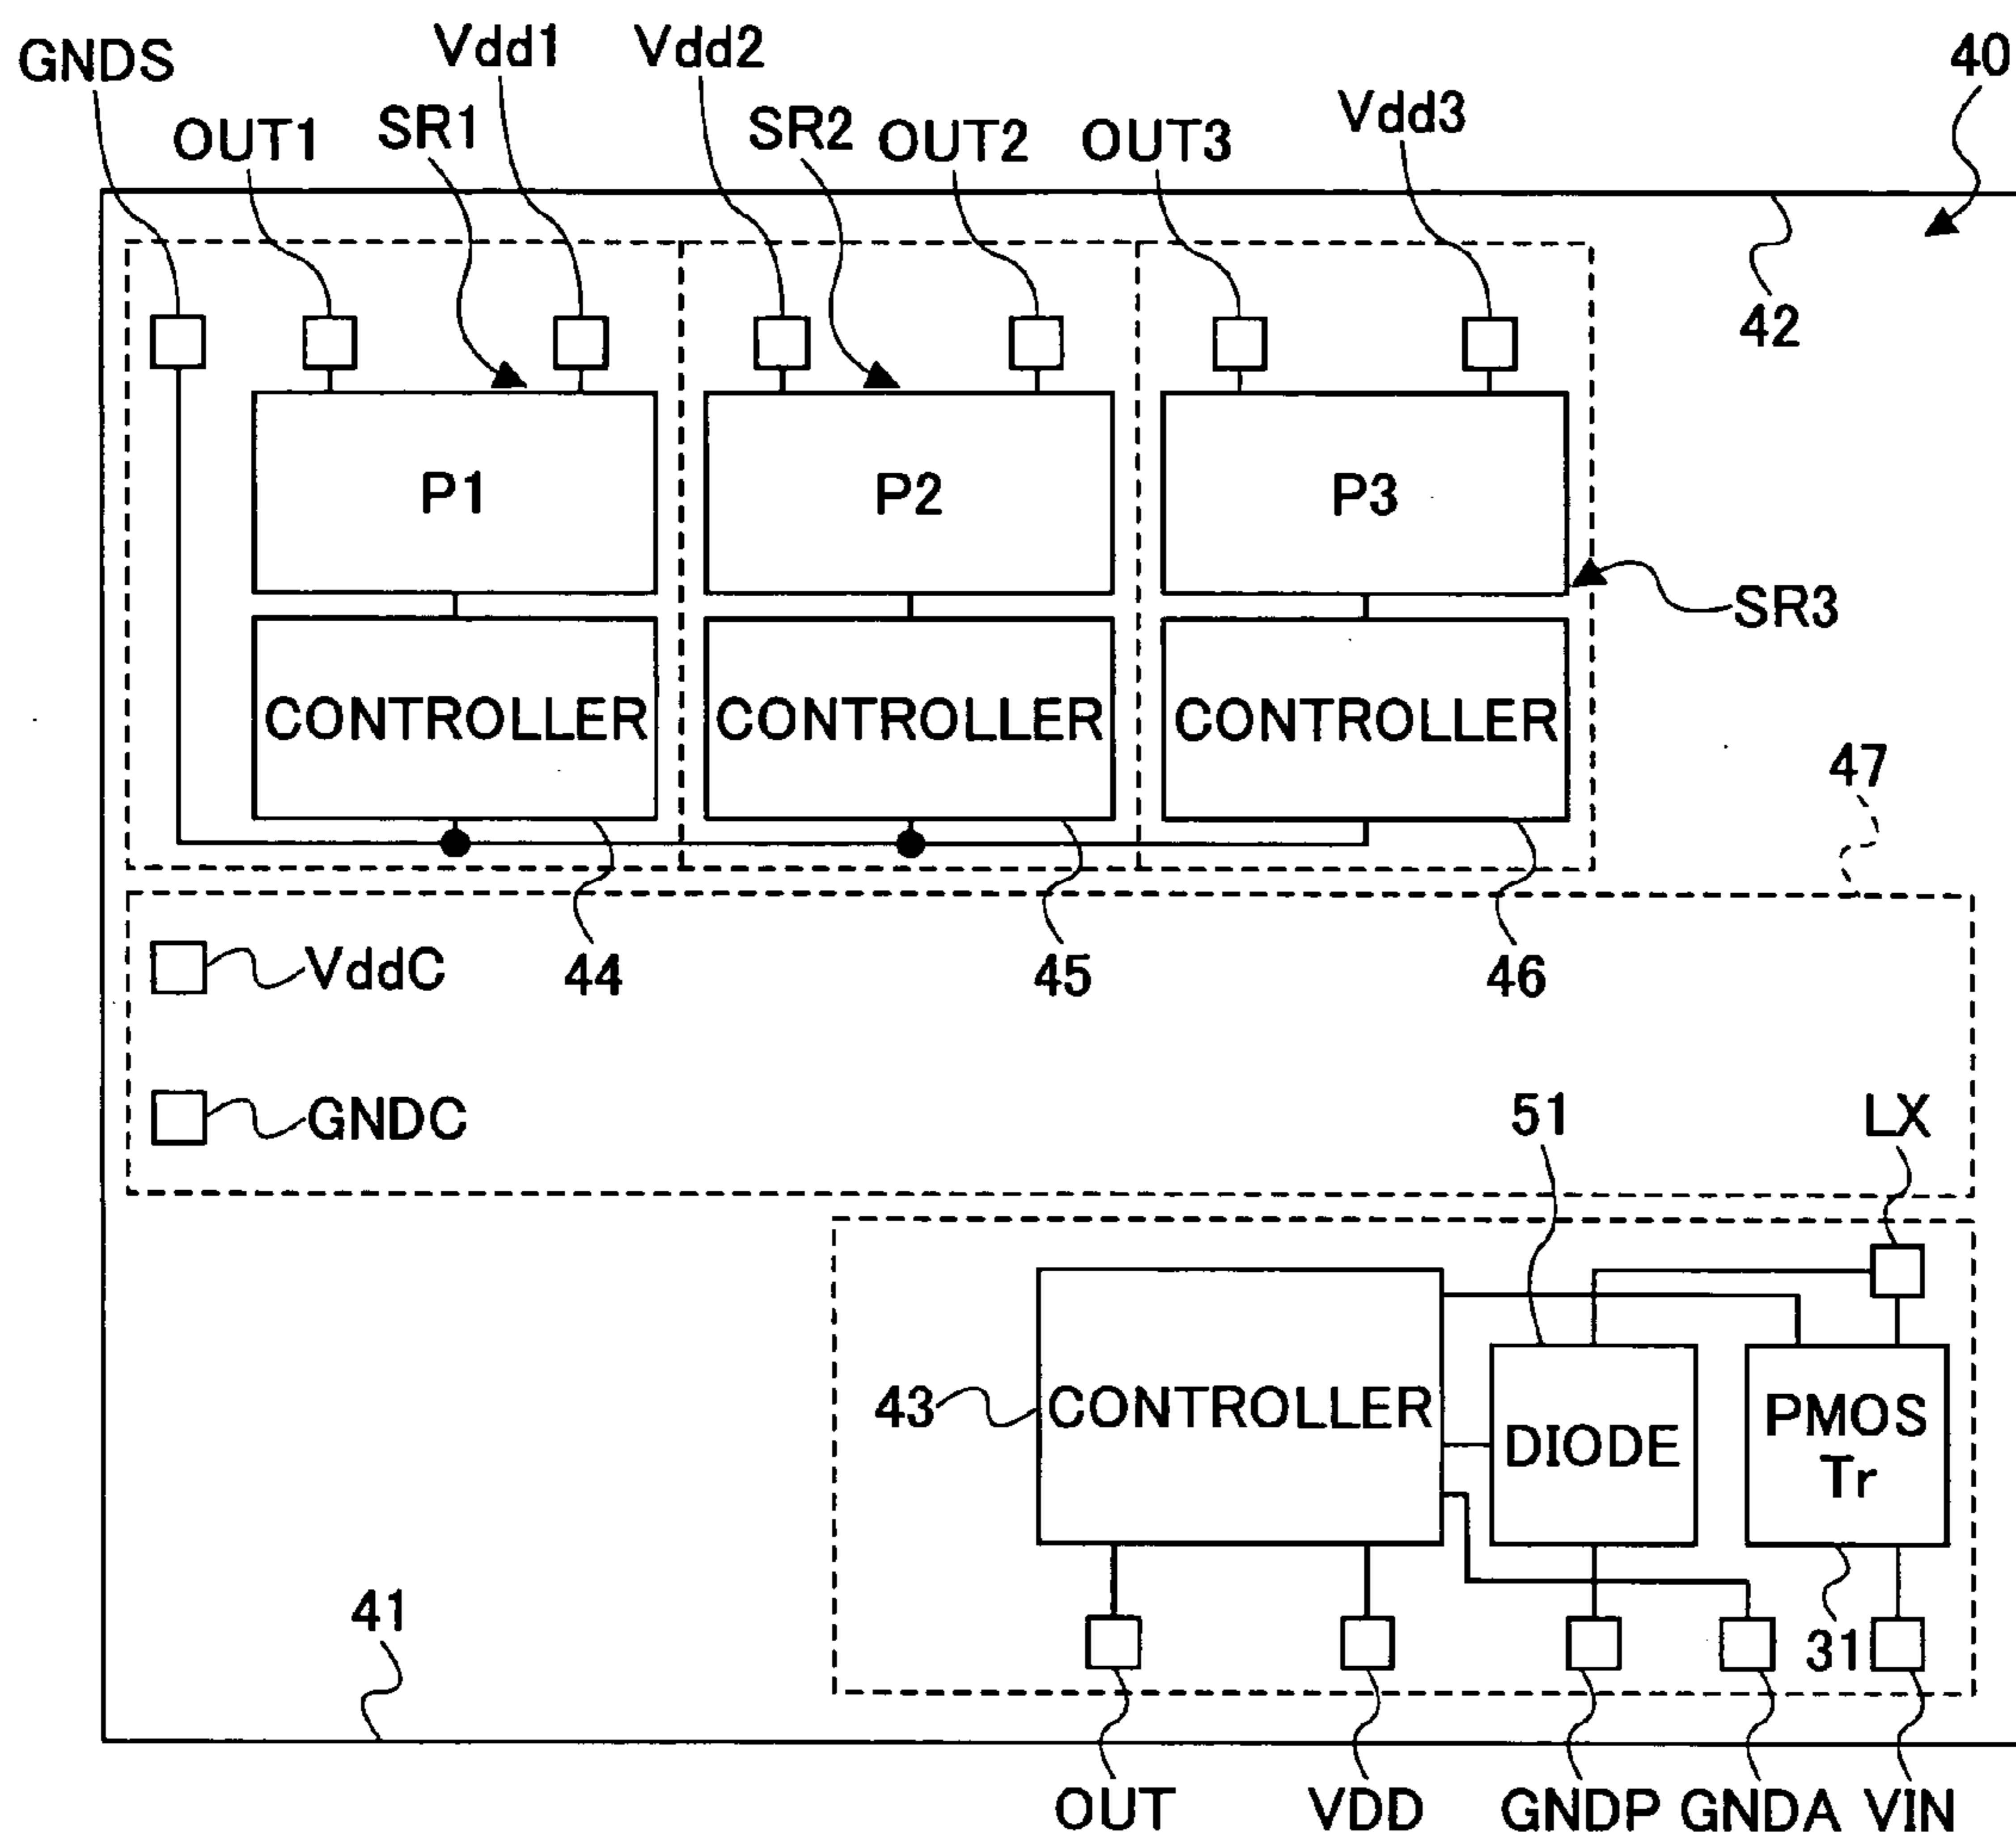 GNDS
Vdd1
Vdd2
40
OUT1
SR1
SR2
OUT2
OUT3
Vdd3
42
P1
P2
P3
SR3
CONTROLLER
CONTROLLER
CONTROLLER
47
VddC
44
45
46
GNDC
51
LX
43
CONTROLLER
DIODE
PMOS
Tr
41
31
OUT
VDD
GNDP
GNDA
VIN